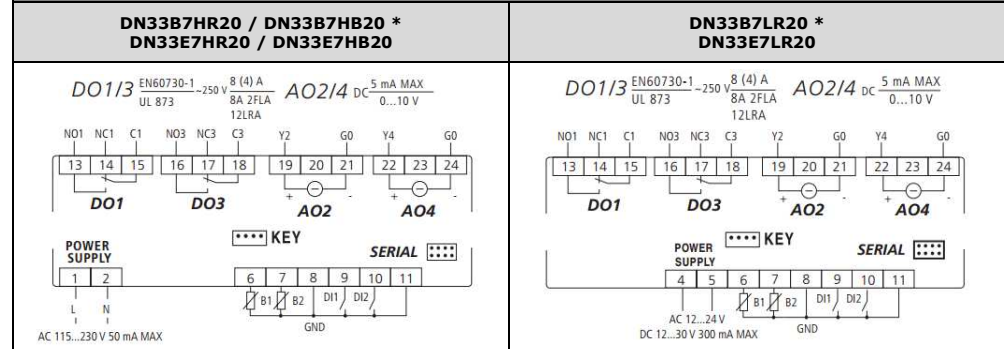 DN33B7HR20 / DN33B7HB20 *
DN33E7HR20 / DN33E7HB20
DO1/3 EN60730-1 UL 873 ~250 V 8 (4) A 8A 2FLA 12LRA AO2/4 DC 5 mA MAX 0...10 V
NO1 NC1 C1 NO3 NC3 C3 Y2 G0 Y4 G0
13 14 15 16 17 18 19 20 21 22 23 24
+ - + -
DO1 DO3 AO2 AO4
KEY
POWER SUPPLY
SERIAL
1 2 6 7 8 9 10 11
B1 B2 DI1 DI2
L N GND
AC 115...230 V 50 mA MAX
DN33B7LR20 *
DN33E7LR20
DO1/3 EN60730-1 UL 873 ~250 V 8 (4) A 8A 2FLA 12LRA AO2/4 DC 5 mA MAX 0...10 V
NO1 NC1 C1 NO3 NC3 C3 Y2 G0 Y4 G0
13 14 15 16 17 18 19 20 21 22 23 24
+ - + -
DO1 DO3 AO2 AO4
KEY
POWER SUPPLY
SERIAL
4 5 6 7 8 9 10 11
B1 B2 DI1 DI2
AC 12...24 V GND
DC 12...30 V 300 mA MAX